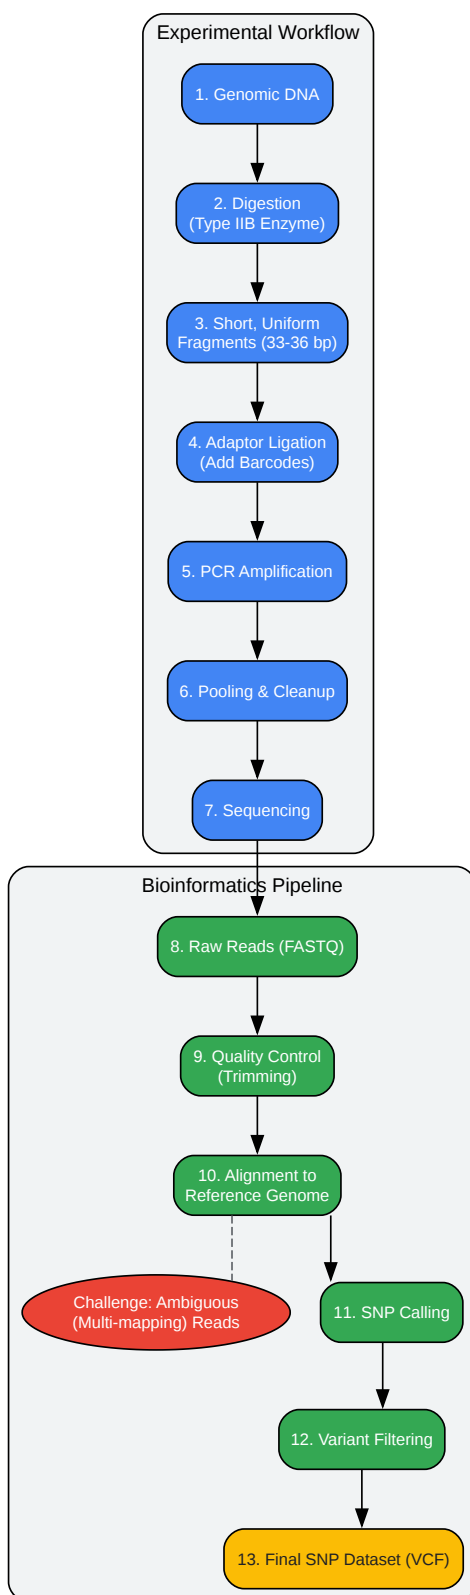 Experimental Workflow
1. Genomic DNA
2. Digestion
(Type IIB Enzyme)
3. Short, Uniform
Fragments (33-36 bp)
4. Adaptor Ligation
(Add Barcodes)
5. PCR Amplification
6. Pooling & Cleanup
7. Sequencing
Bioinformatics Pipeline
8. Raw Reads (FASTQ)
9. Quality Control
(Trimming)
10. Alignment to
Reference Genome
Challenge: Ambiguous
(Multi-mapping) Reads
11. SNP Calling
12. Variant Filtering
13. Final SNP Dataset (VCF)